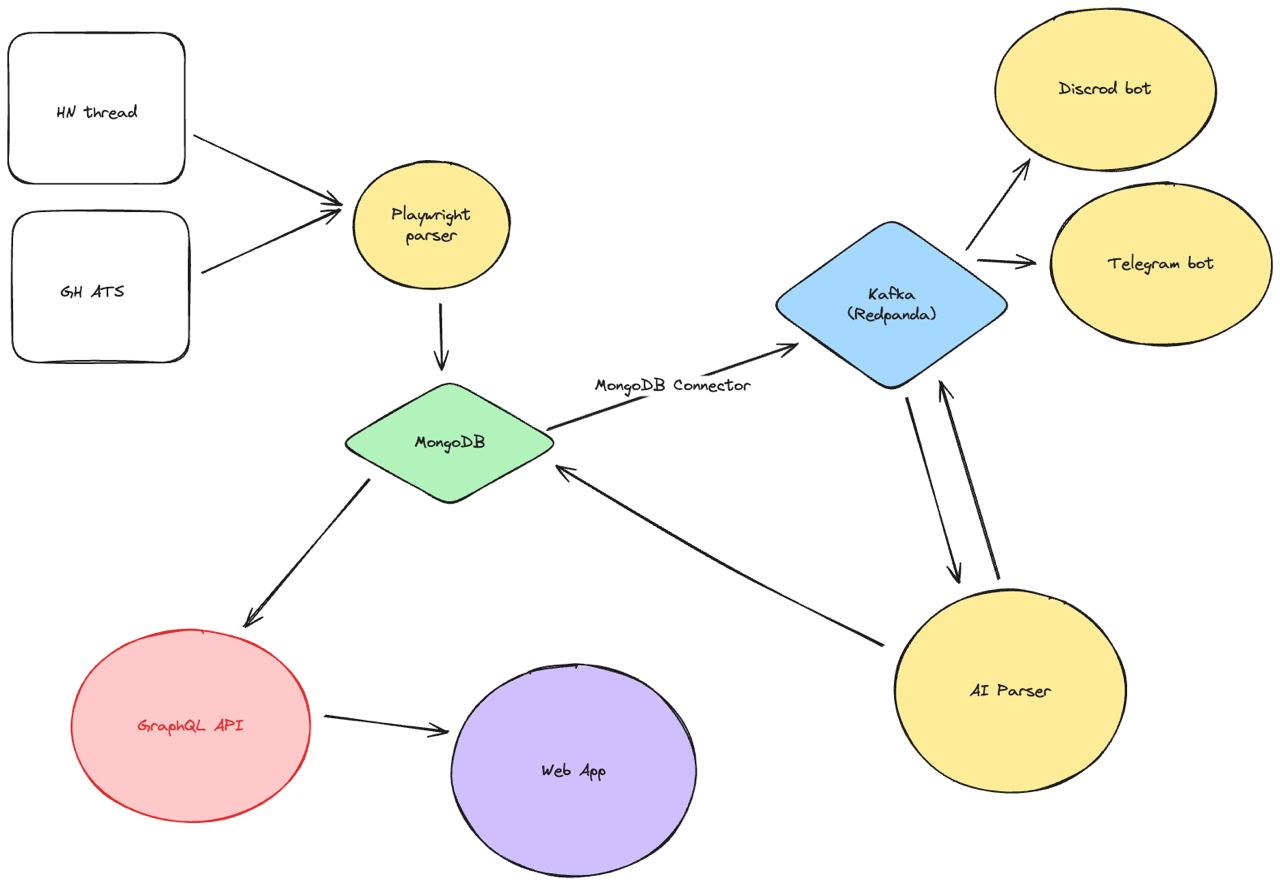 HN thread
GH ATS
Playwright
parser
MongoDB
MongoDB Connector
Kafka
(Redpanda)
Discrod bot
Telegram bot
AI Parser
GraphQL API
Web App